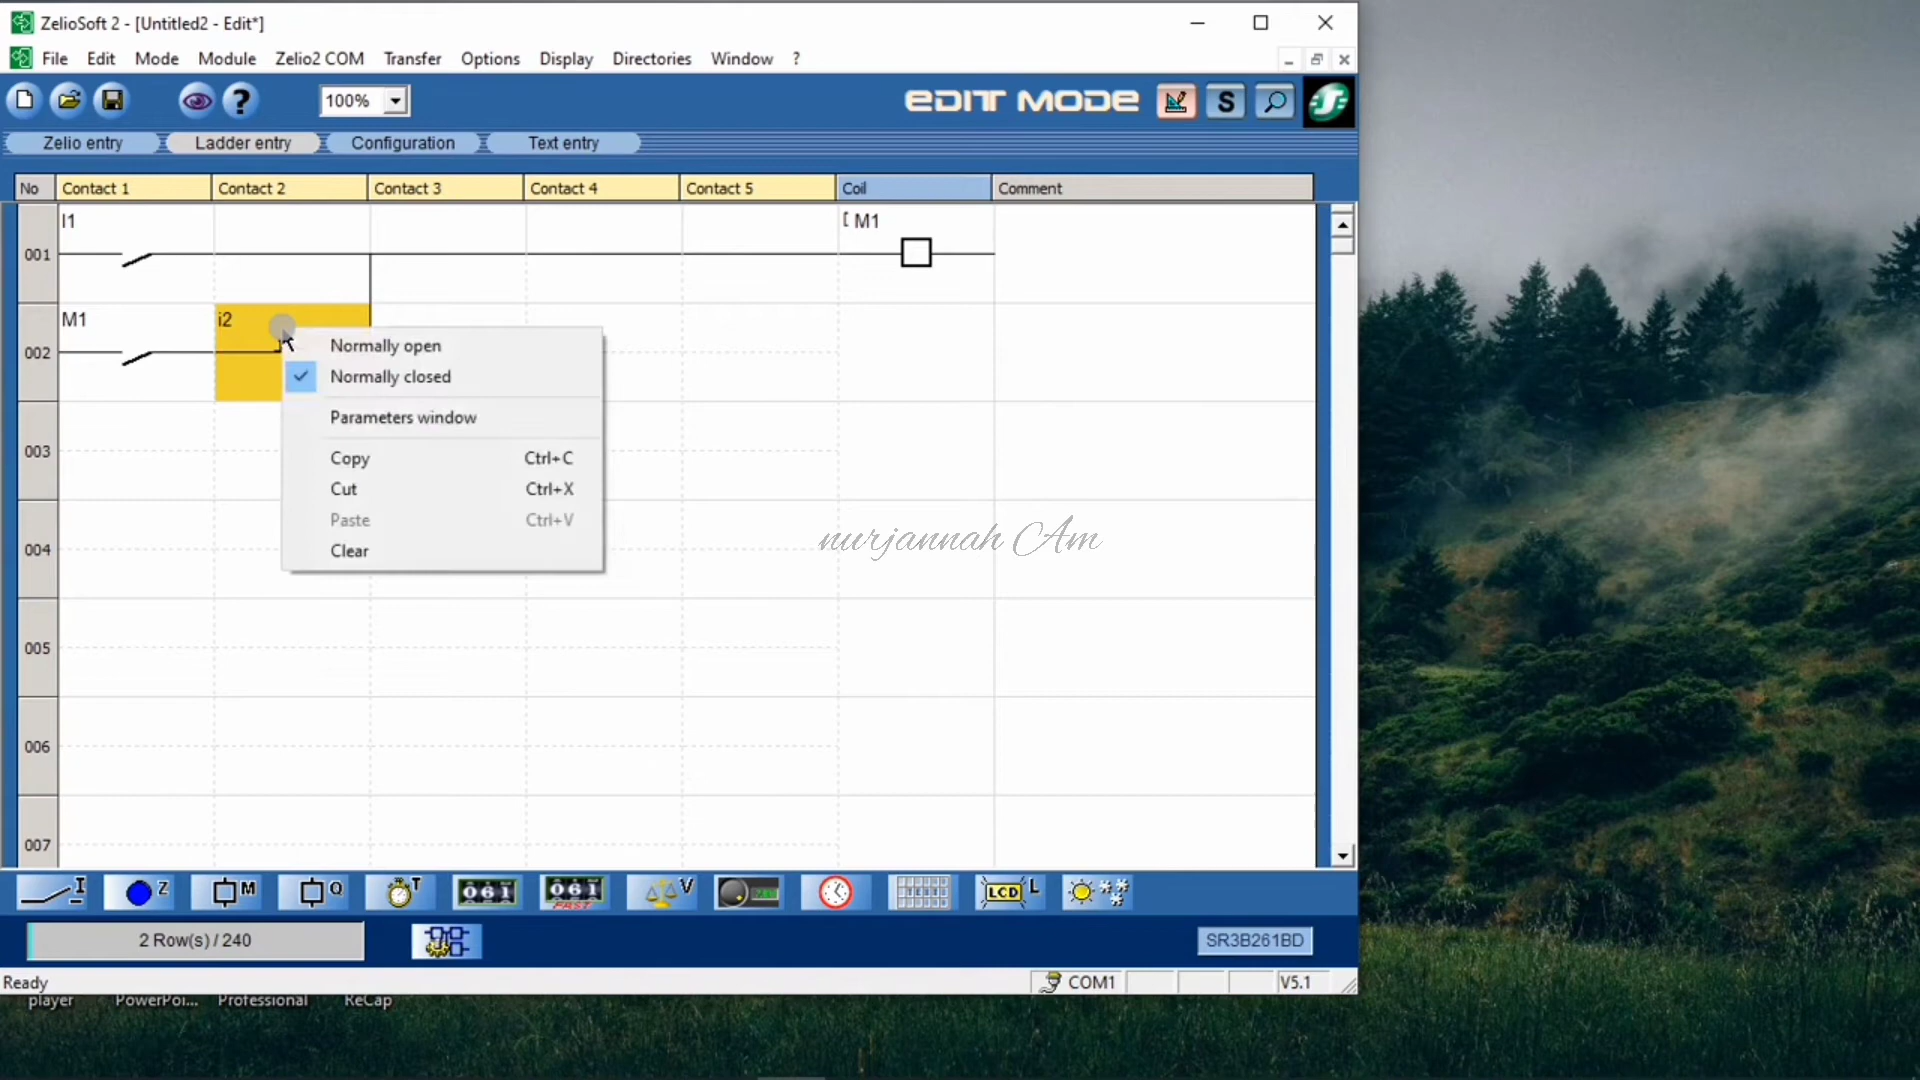 ZelioSoft 2 - [Untitled2 - Edit*]
File Edit Mode Module Zelio2 COM Transfer Options Display Directories Window ?
100% EDIT MODE S
Zelio entry Ladder entry Configuration Text entry
No Contact 1 Contact 2 Contact 3 Contact 4 Contact 5 Coil Comment
I1 [ M1
001
M1 i2
002
Normally open
Normally closed
Parameters window
003
Copy Ctrl+C
Cut Ctrl+X
Paste Ctrl+V
nurjannah Am
004
Clear
005
006
007
I Z M Q T 061 061 FAST V LCD L
2 Row(s) / 240 SR3B261BD
Ready COM1 V5.1
player PowerPoi... Professional ReCap